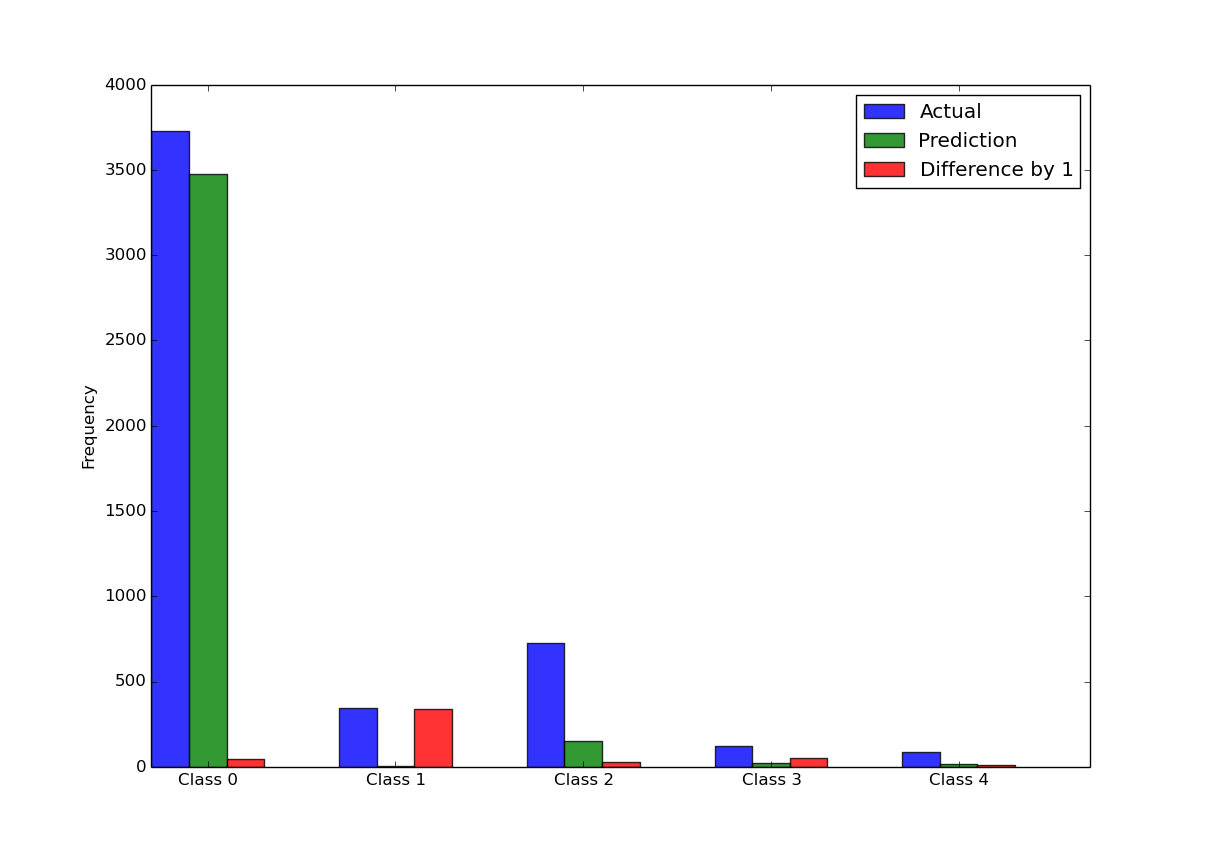 4000
3500
3000
2500
2000
1500
1000
500
0
Frequency
Class 0
Class 1
Class 2
Class 3
Class 4
Actual
Prediction
Difference by 1